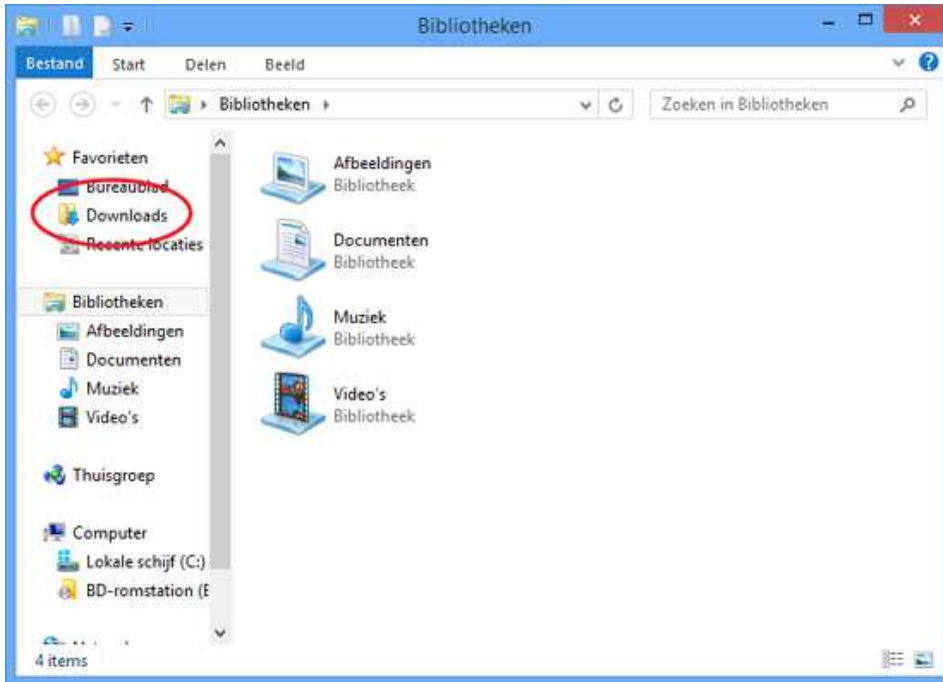 Bibliotheken
Bestand Start Delen Beeld
Bibliotheken
Zoeken in Bibliotheken
Favorieten
Bureaublad
Downloads
Recente locaties
Bibliotheken
Afbeeldingen
Documenten
Muziek
Video's
Thuisgroep
Computer
Lokale schijf (C:)
BD-romstation (E
Afbeeldingen
Bibliotheek
Documenten
Bibliotheek
Muziek
Bibliotheek
Video's
Bibliotheek
4 items